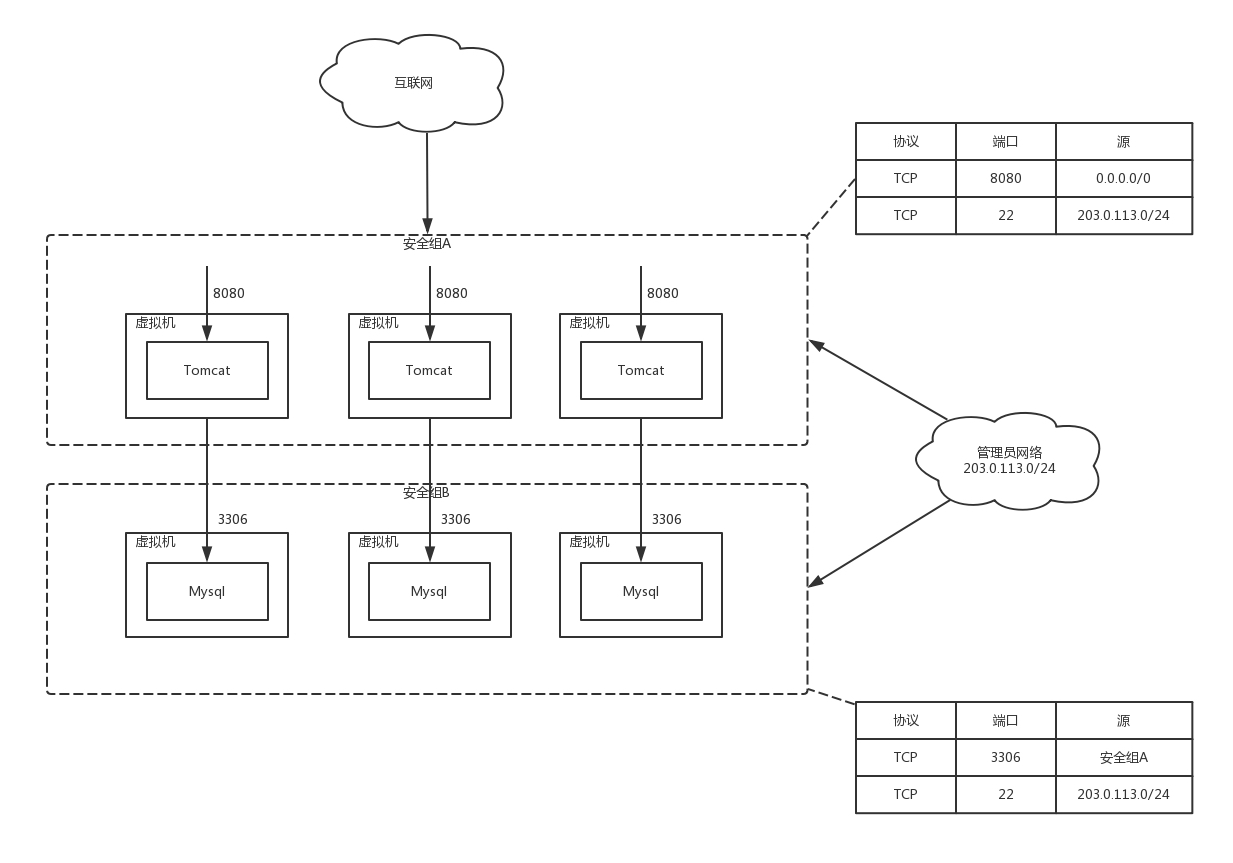 互联网
协议 端口 源
TCP 8080 0.0.0.0/0
TCP 22 203.0.113.0/24
安全组A
8080 8080 8080
虚拟机 虚拟机 虚拟机
Tomcat Tomcat Tomcat
管理员网络
203.0.113.0/24
安全组B
3306 3306 3306
虚拟机 虚拟机 虚拟机
Mysql Mysql Mysql
协议 端口 源
TCP 3306 安全组A
TCP 22 203.0.113.0/24